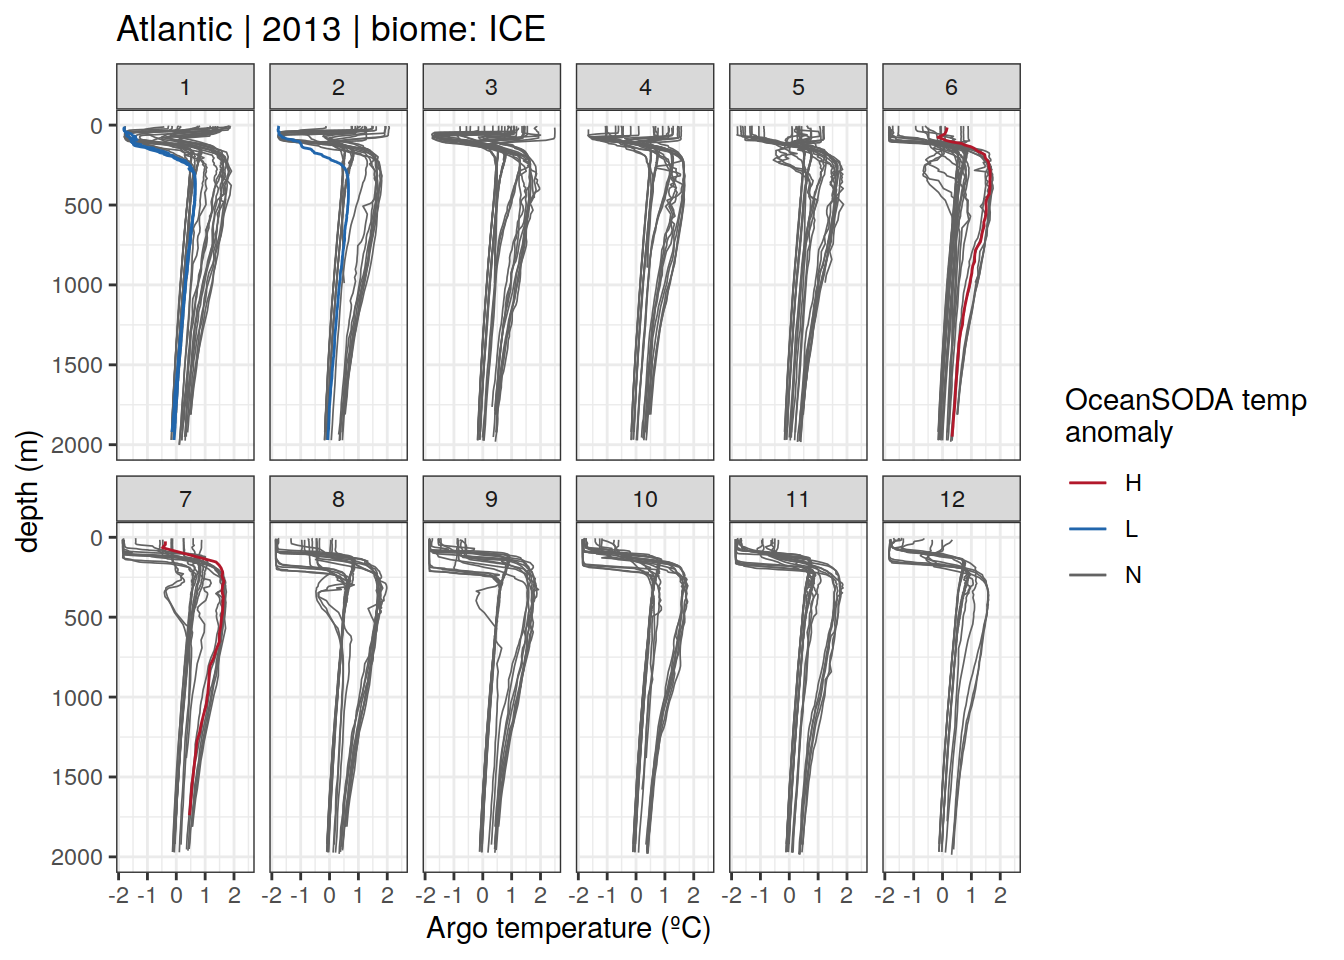 Atlantic | 2013 | biome: ICE
1 2 3 4 5 6
0
500
1000
1500
2000
depth (m)
7 8 9 10 11 12
0
500
1000
1500
2000
-2 -1 0 1 2 -2 -1 0 1 2 -2 -1 0 1 2 -2 -1 0 1 2 -2 -1 0 1 2 -2 -1 0 1 2
Argo temperature (ºC)
OceanSODA temp
anomaly
H
L
N